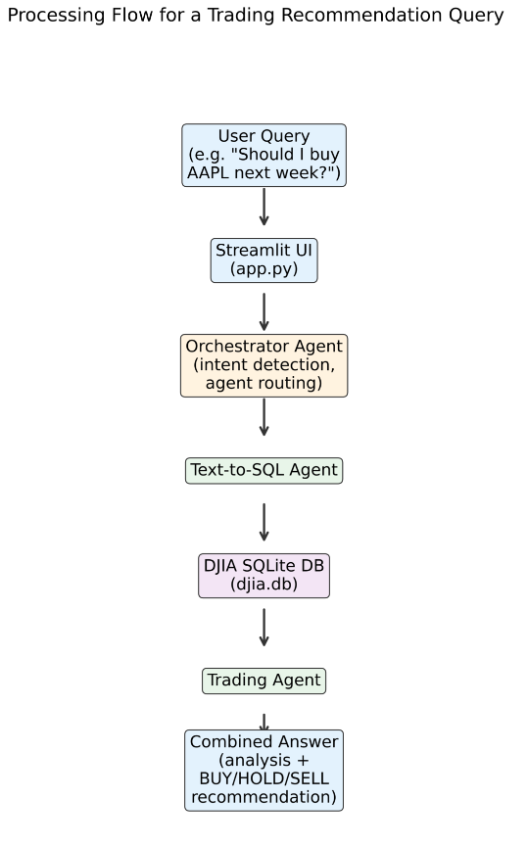 Processing Flow for a Trading Recommendation Query
User Query
(e.g. "Should I buy
AAPL next week?")
Streamlit UI
(app.py)
Orchestrator Agent
(intent detection,
agent routing)
Text-to-SQL Agent
DJIA SQLite DB
(djia.db)
Trading Agent
Combined Answer
(analysis +
BUY/HOLD/SELL
recommendation)